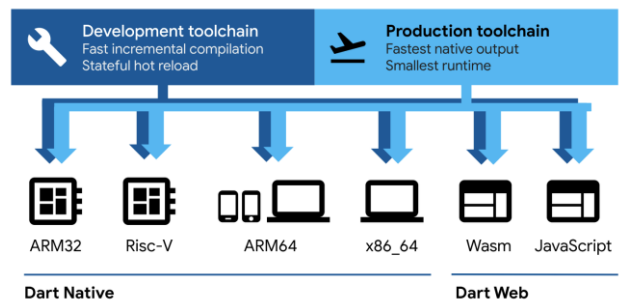 Development toolchain
Fast incremental compilation
Stateful hot reload
Production toolchain
Fastest native output
Smallest runtime
ARM32
Risc-V
ARM64
x86_64
Wasm
JavaScript
Dart Native
Dart Web